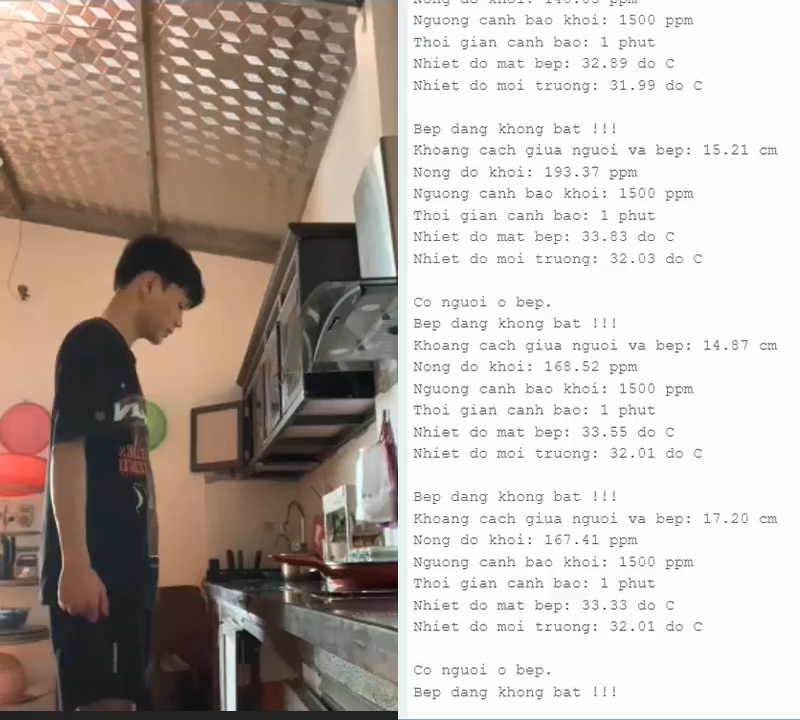 Nong do khoi: 146.65 ppm
Nguong canh bao khoi: 1500 ppm
Thoi gian canh bao: 1 phut
Nhiet do mat bep: 32.89 do C
Nhiet do moi truong: 31.99 do C
Bep dang khong bat !!!
Khoang cach giua nguoi va bep: 15.21 cm
Nong do khoi: 193.37 ppm
Nguong canh bao khoi: 1500 ppm
Thoi gian canh bao: 1 phut
Nhiet do mat bep: 33.83 do C
Nhiet do moi truong: 32.03 do C
Co nguoi o bep.
Bep dang khong bat !!!
Khoang cach giua nguoi va bep: 14.87 cm
Nong do khoi: 168.52 ppm
Nguong canh bao khoi: 1500 ppm
Thoi gian canh bao: 1 phut
Nhiet do mat bep: 33.55 do C
Nhiet do moi truong: 32.01 do C
Bep dang khong bat !!!
Khoang cach giua nguoi va bep: 17.20 cm
Nong do khoi: 167.41 ppm
Nguong canh bao khoi: 1500 ppm
Thoi gian canh bao: 1 phut
Nhiet do mat bep: 33.33 do C
Nhiet do moi truong: 32.01 do C
Co nguoi o bep.
Bep dang khong bat !!!